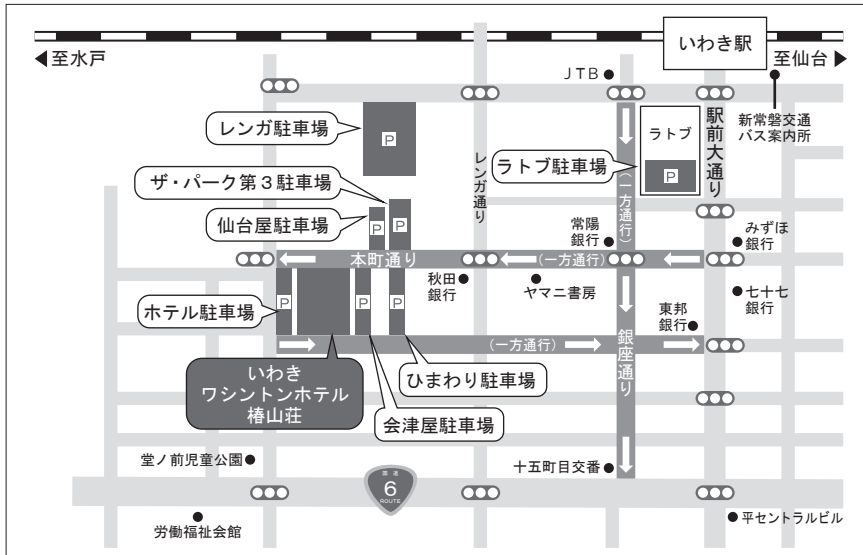 いわき駅
至水戸
至仙台
JTB
新常磐交通
バス案内所
レンガ駐車場
P
ラトブ
P
ラトブ駐車場
駅前大通り
レンガ通り
(一方通行)
ザ・パーク第3駐車場
P
仙台屋駐車場
P
常陽
銀行
みずほ
銀行
本町通り
(一方通行)
秋田
銀行
ヤマニ書房
七十七
銀行
東邦
銀行
ホテル駐車場
P
P
P
(一方通行)
銀座通り
いわき
ワシントンホテル
椿山荘
ひまわり駐車場
会津屋駐車場
堂ノ前児童公園
十五町目交番
国道
6
ROUTE
労働福祉会館
平セントラルビル